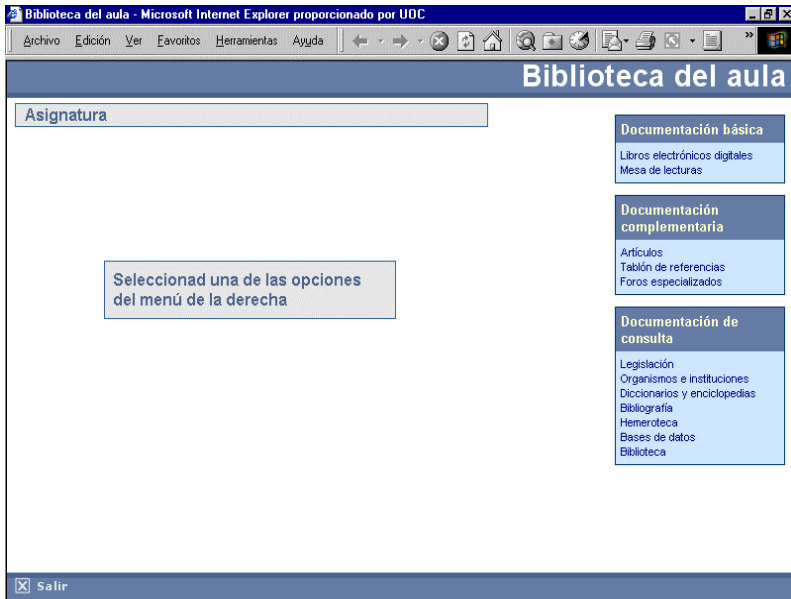 Biblioteca del aula - Microsoft Internet Explorer proporcionado por UOC
Archivo Edición Ver Favoritos Herramientas Ayuda »
Biblioteca del aula
Asignatura
Seleccionad una de las opciones
del menú de la derecha
Documentación básica
Libros electrónicos digitales
Mesa de lecturas
Documentación
complementaria
Artículos
Tablón de referencias
Foros especializados
Documentación de
consulta
Legislación
Organismos e instituciones
Diccionarios y enciclopedias
Bibliografía
Hemeroteca
Bases de datos
Biblioteca
Salir